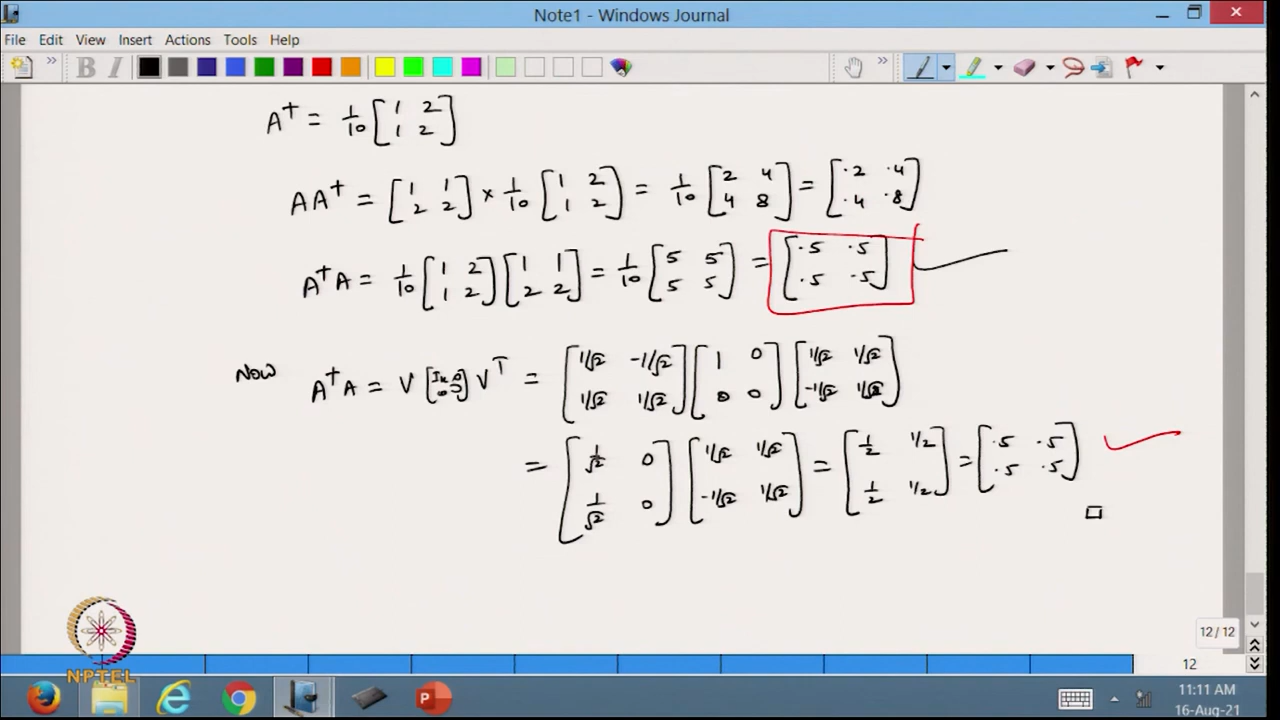 Note1 - Windows Journal
File Edit View Insert Actions Tools Help
A⁺ = 1/10 [1 2; 1 2]
AA⁺ = [1 1; 2 2] × 1/10 [1 2; 1 2] = 1/10 [2 4; 4 8] = [.2 .4; .4 .8]
A⁺A = 1/10 [1 2; 1 2] [1 1; 2 2] = 1/10 [5 5; 5 5] = [.5 .5; .5 .5]
Now A⁺A = V [Ik 0; 0 0] Vᵀ = [1/√2 -1/√2; 1/√2 1/√2] [1 0; 0 0] [1/√2 1/√2; -1/√2 1/√2]
= [1/√2 0; 1/√2 0] [1/√2 1/√2; -1/√2 1/√2] = [1/2 1/2; 1/2 1/2] = [.5 .5; .5 .5]
12/12
NPTEL
12
11:11 AM
16-Aug-21